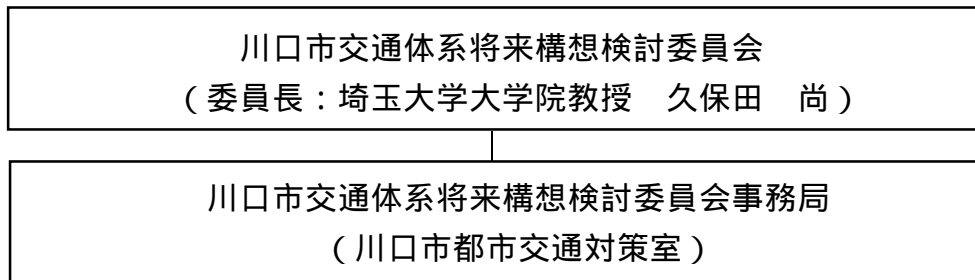 川口市交通体系将来構想検討委員会
（委員長：埼玉大学大学院教授　久保田　尚）
川口市交通体系将来構想検討委員会事務局
（川口市都市交通対策室）